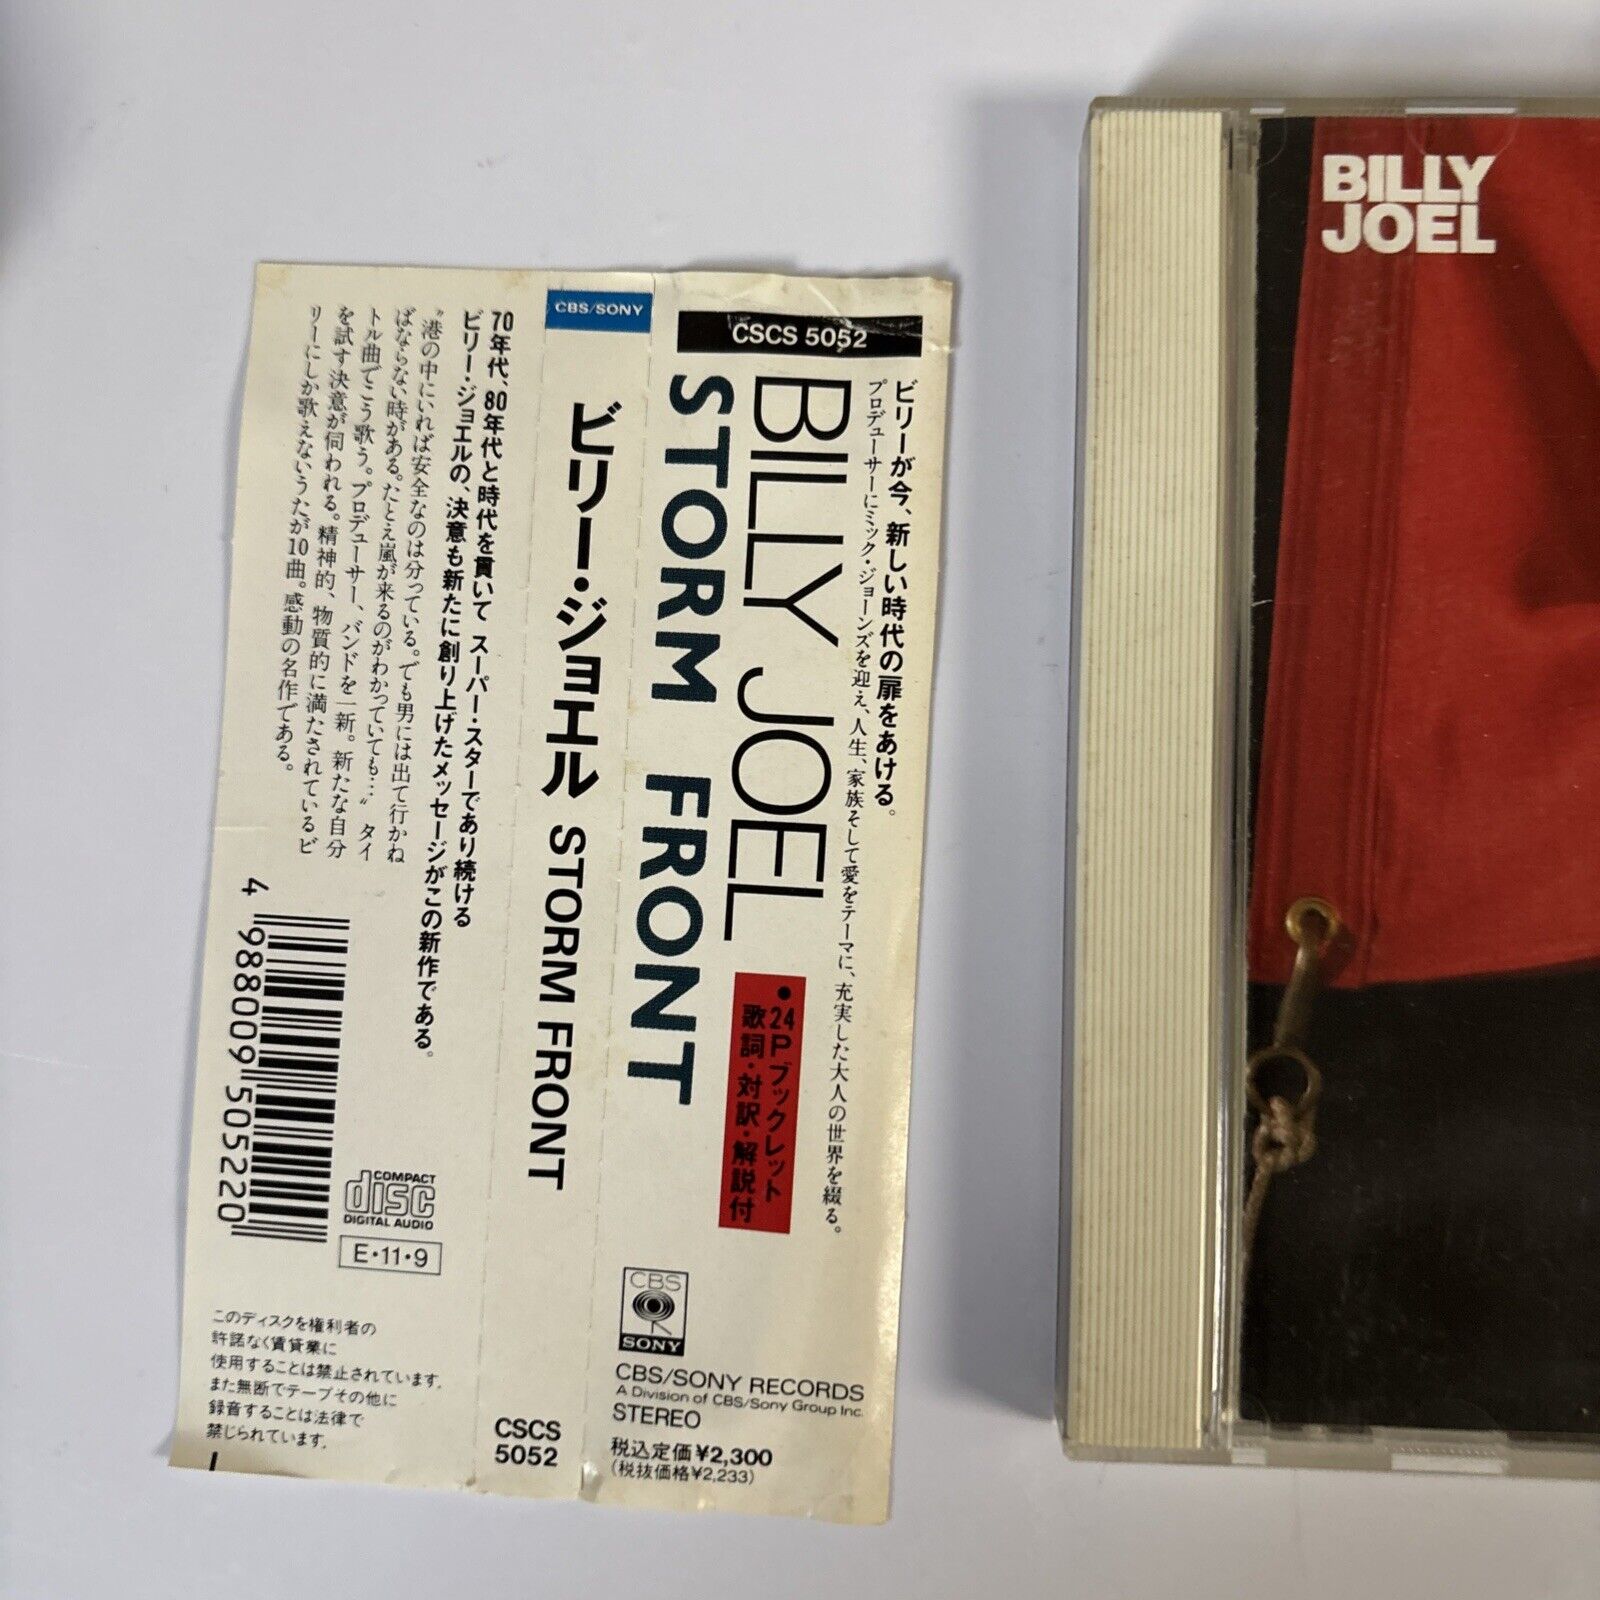 CBS/SONY
70年代、80年代と時代を貫いて スーパー・スターであり続ける
ビリー・ジョエルの、決意も新たに創り上げたメッセージがこの新作である。
“港の中にいれば安全なのは分っている。でも男には出て行かね
ばならない時がある。たとえ嵐が来るのがわかっていても…” タイ
トル曲でこう歌う。プロデューサー、バンドを一新。新たな自分
を試す決意が伺われる。精神的、物質的に満たされているビ
リーにしか歌えないうたが10曲。感動の名作である。
4 988009 505220
COMPACT
disc
DIGITAL AUDIO
E・11・9
このディスクを権利者の
許諾なく賃貸業に
使用することは禁止されています。
また無断でテープその他に
録音することは法律で
禁じられています。
ビリー・ジョエル STORM FRONT
CSCS
5052
CSCS 5052
ビリーが今、新しい時代の扉をあける。
プロデューサーにミック・ジョーンズを迎え、人生、家族そして愛をテーマに、充実した大人の世界を綴る。
BILLY JOEL
STORM FRONT
●24Pブックレット
歌詞・対訳・解説付
CBS
SONY
CBS/SONY RECORDS
A Division of CBS/Sony Group Inc.
STEREO
税込定価¥2,300
(税抜価格¥2,233)
BILLY
JOEL